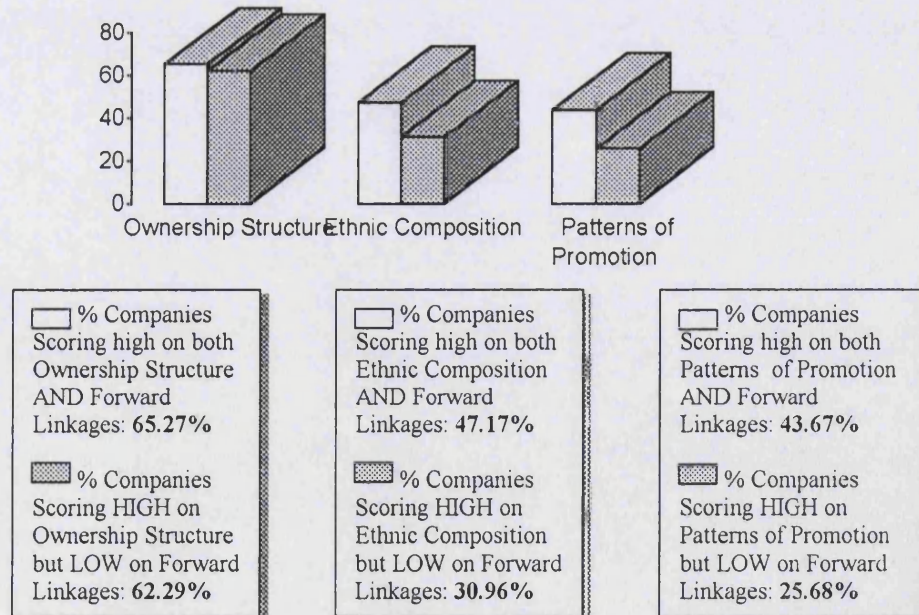 80
60
40
20
0
Ownership Structure
Ethnic Composition
Patterns of
Promotion
% Companies
Scoring high on both
Ownership Structure
AND Forward
Linkages: 65.27%
% Companies
Scoring HIGH on
Ownership Structure
but LOW on Forward
Linkages: 62.29%
% Companies
Scoring high on both
Ethnic Composition
AND Forward
Linkages: 47.17%
% Companies
Scoring HIGH on
Ethnic Composition
but LOW on Forward
Linkages: 30.96%
% Companies
Scoring high on both
Patterns of Promotion
AND Forward
Linkages: 43.67%
% Companies
Scoring HIGH on
Patterns of Promotion
but LOW on Forward
Linkages: 25.68%